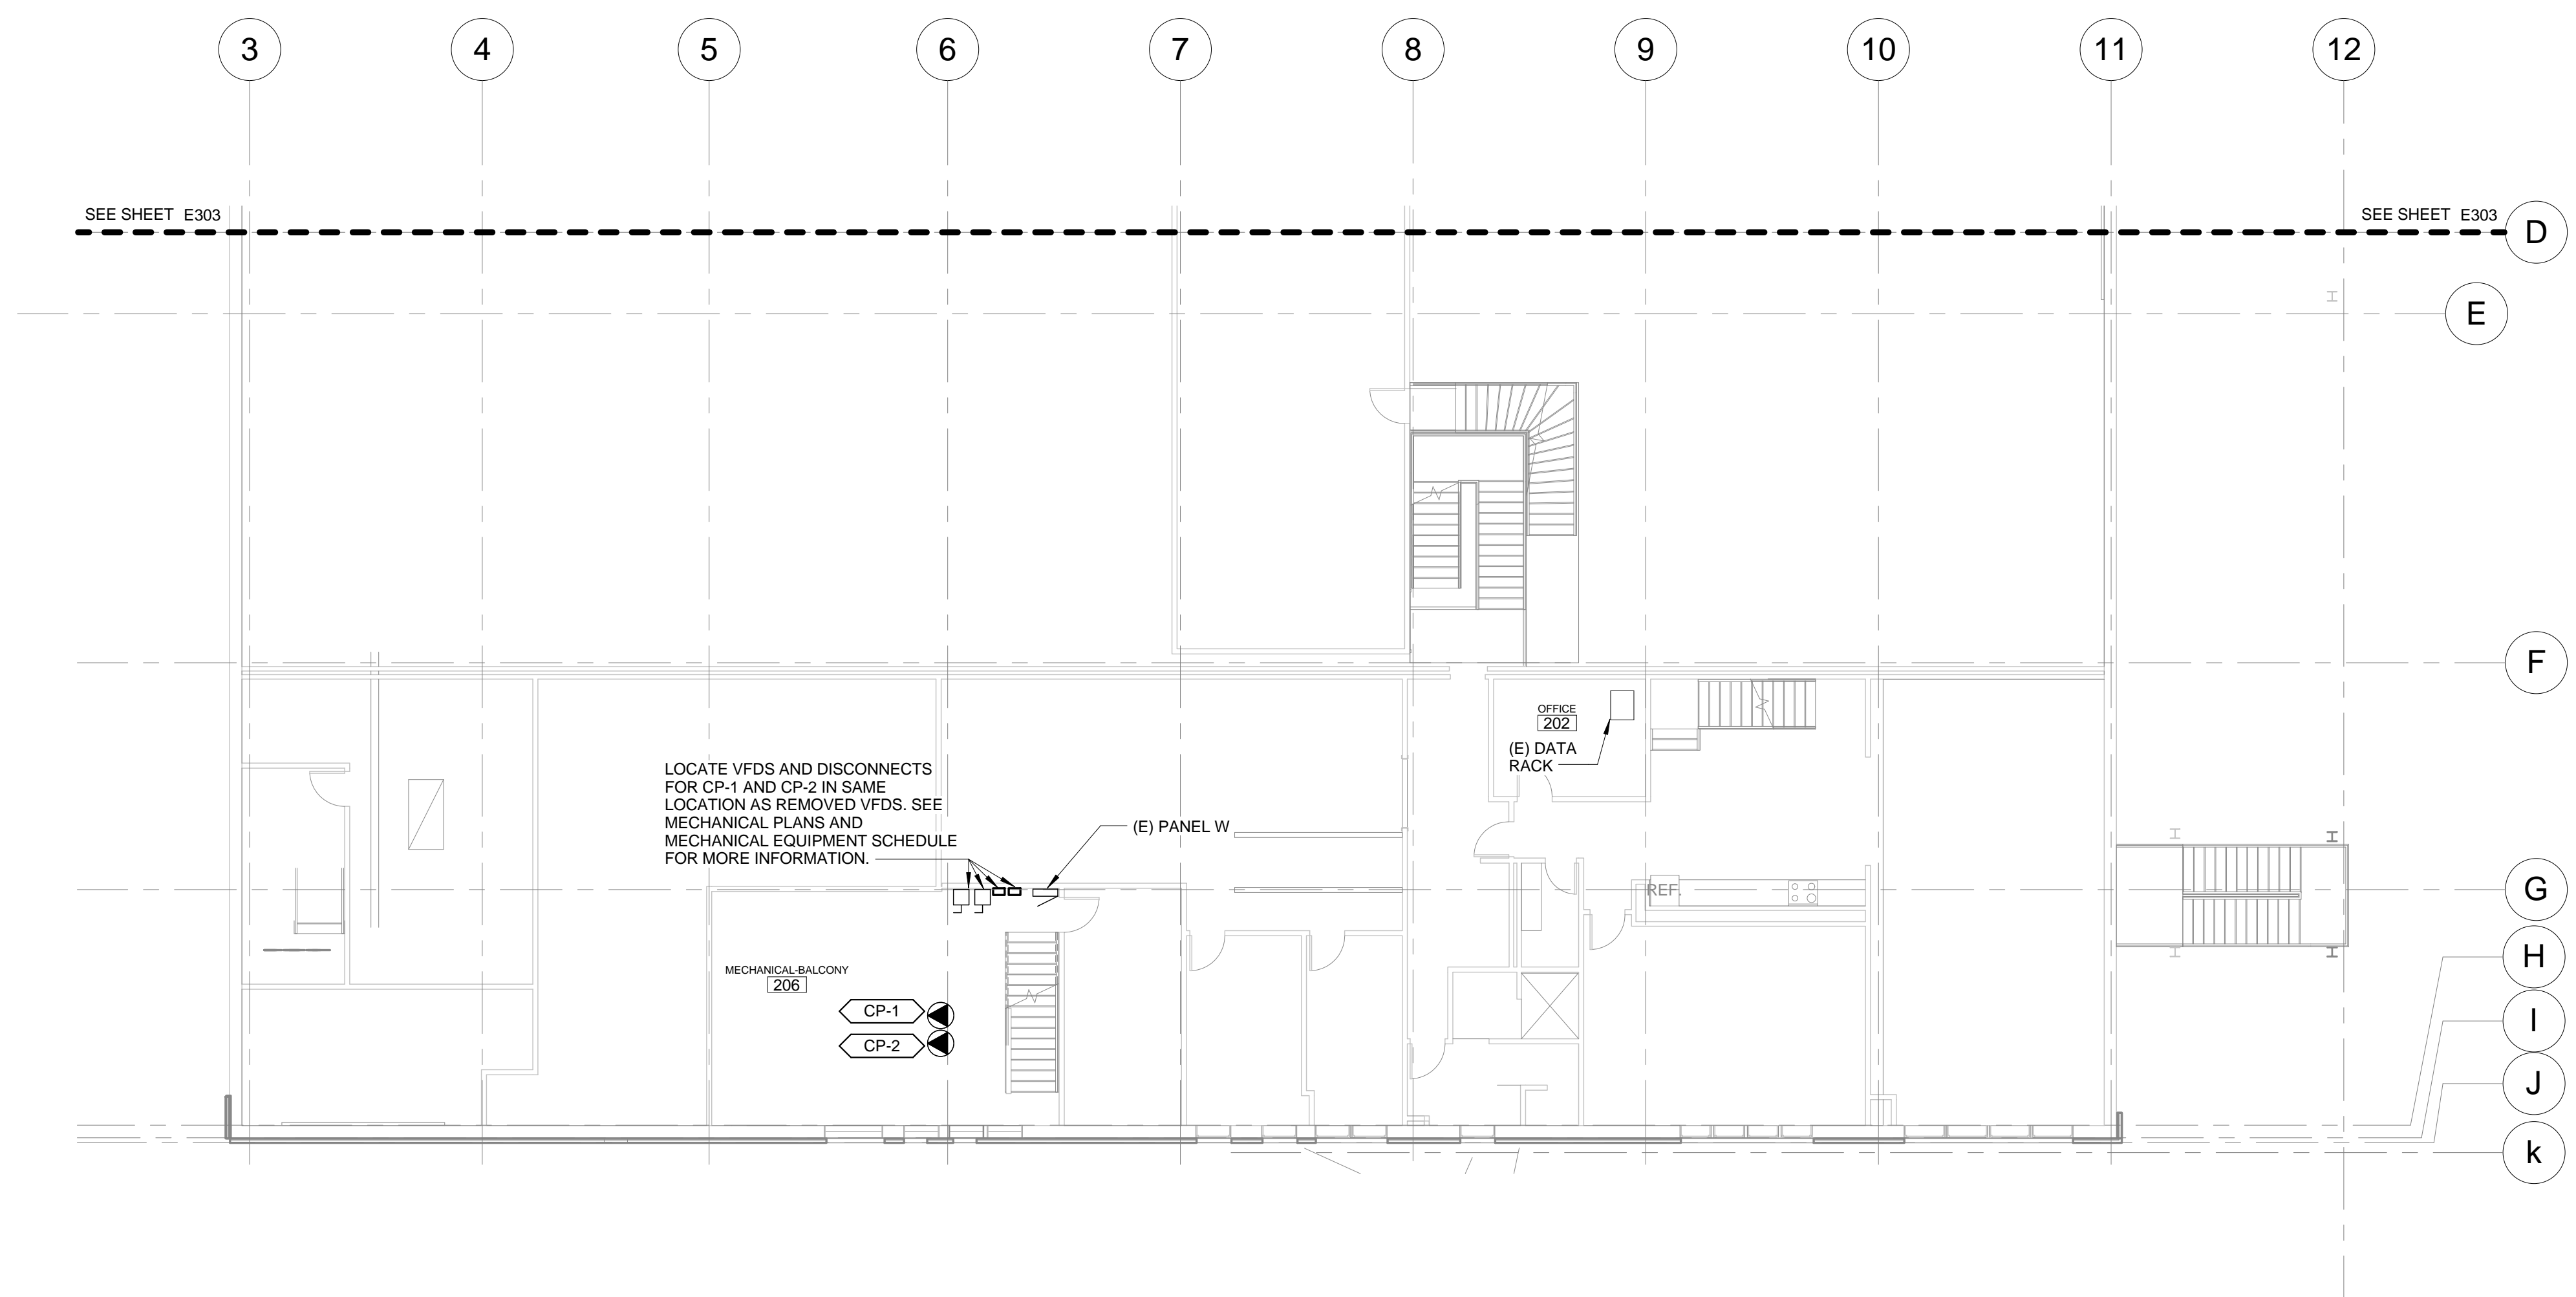 3
4
5
6
7
8
9
10
11
12
SEE SHEET E303
SEE SHEET E303
D
E
F
OFFICE
202
(E) DATA
RACK
LOCATE VFDS AND DISCONNECTS
FOR CP-1 AND CP-2 IN SAME
LOCATION AS REMOVED VFDS. SEE
MECHANICAL PLANS AND
MECHANICAL EQUIPMENT SCHEDULE
FOR MORE INFORMATION.
(E) PANEL W
REF.
G
H
MECHANICAL-BALCONY
206
CP-1
CP-2
I
J
k